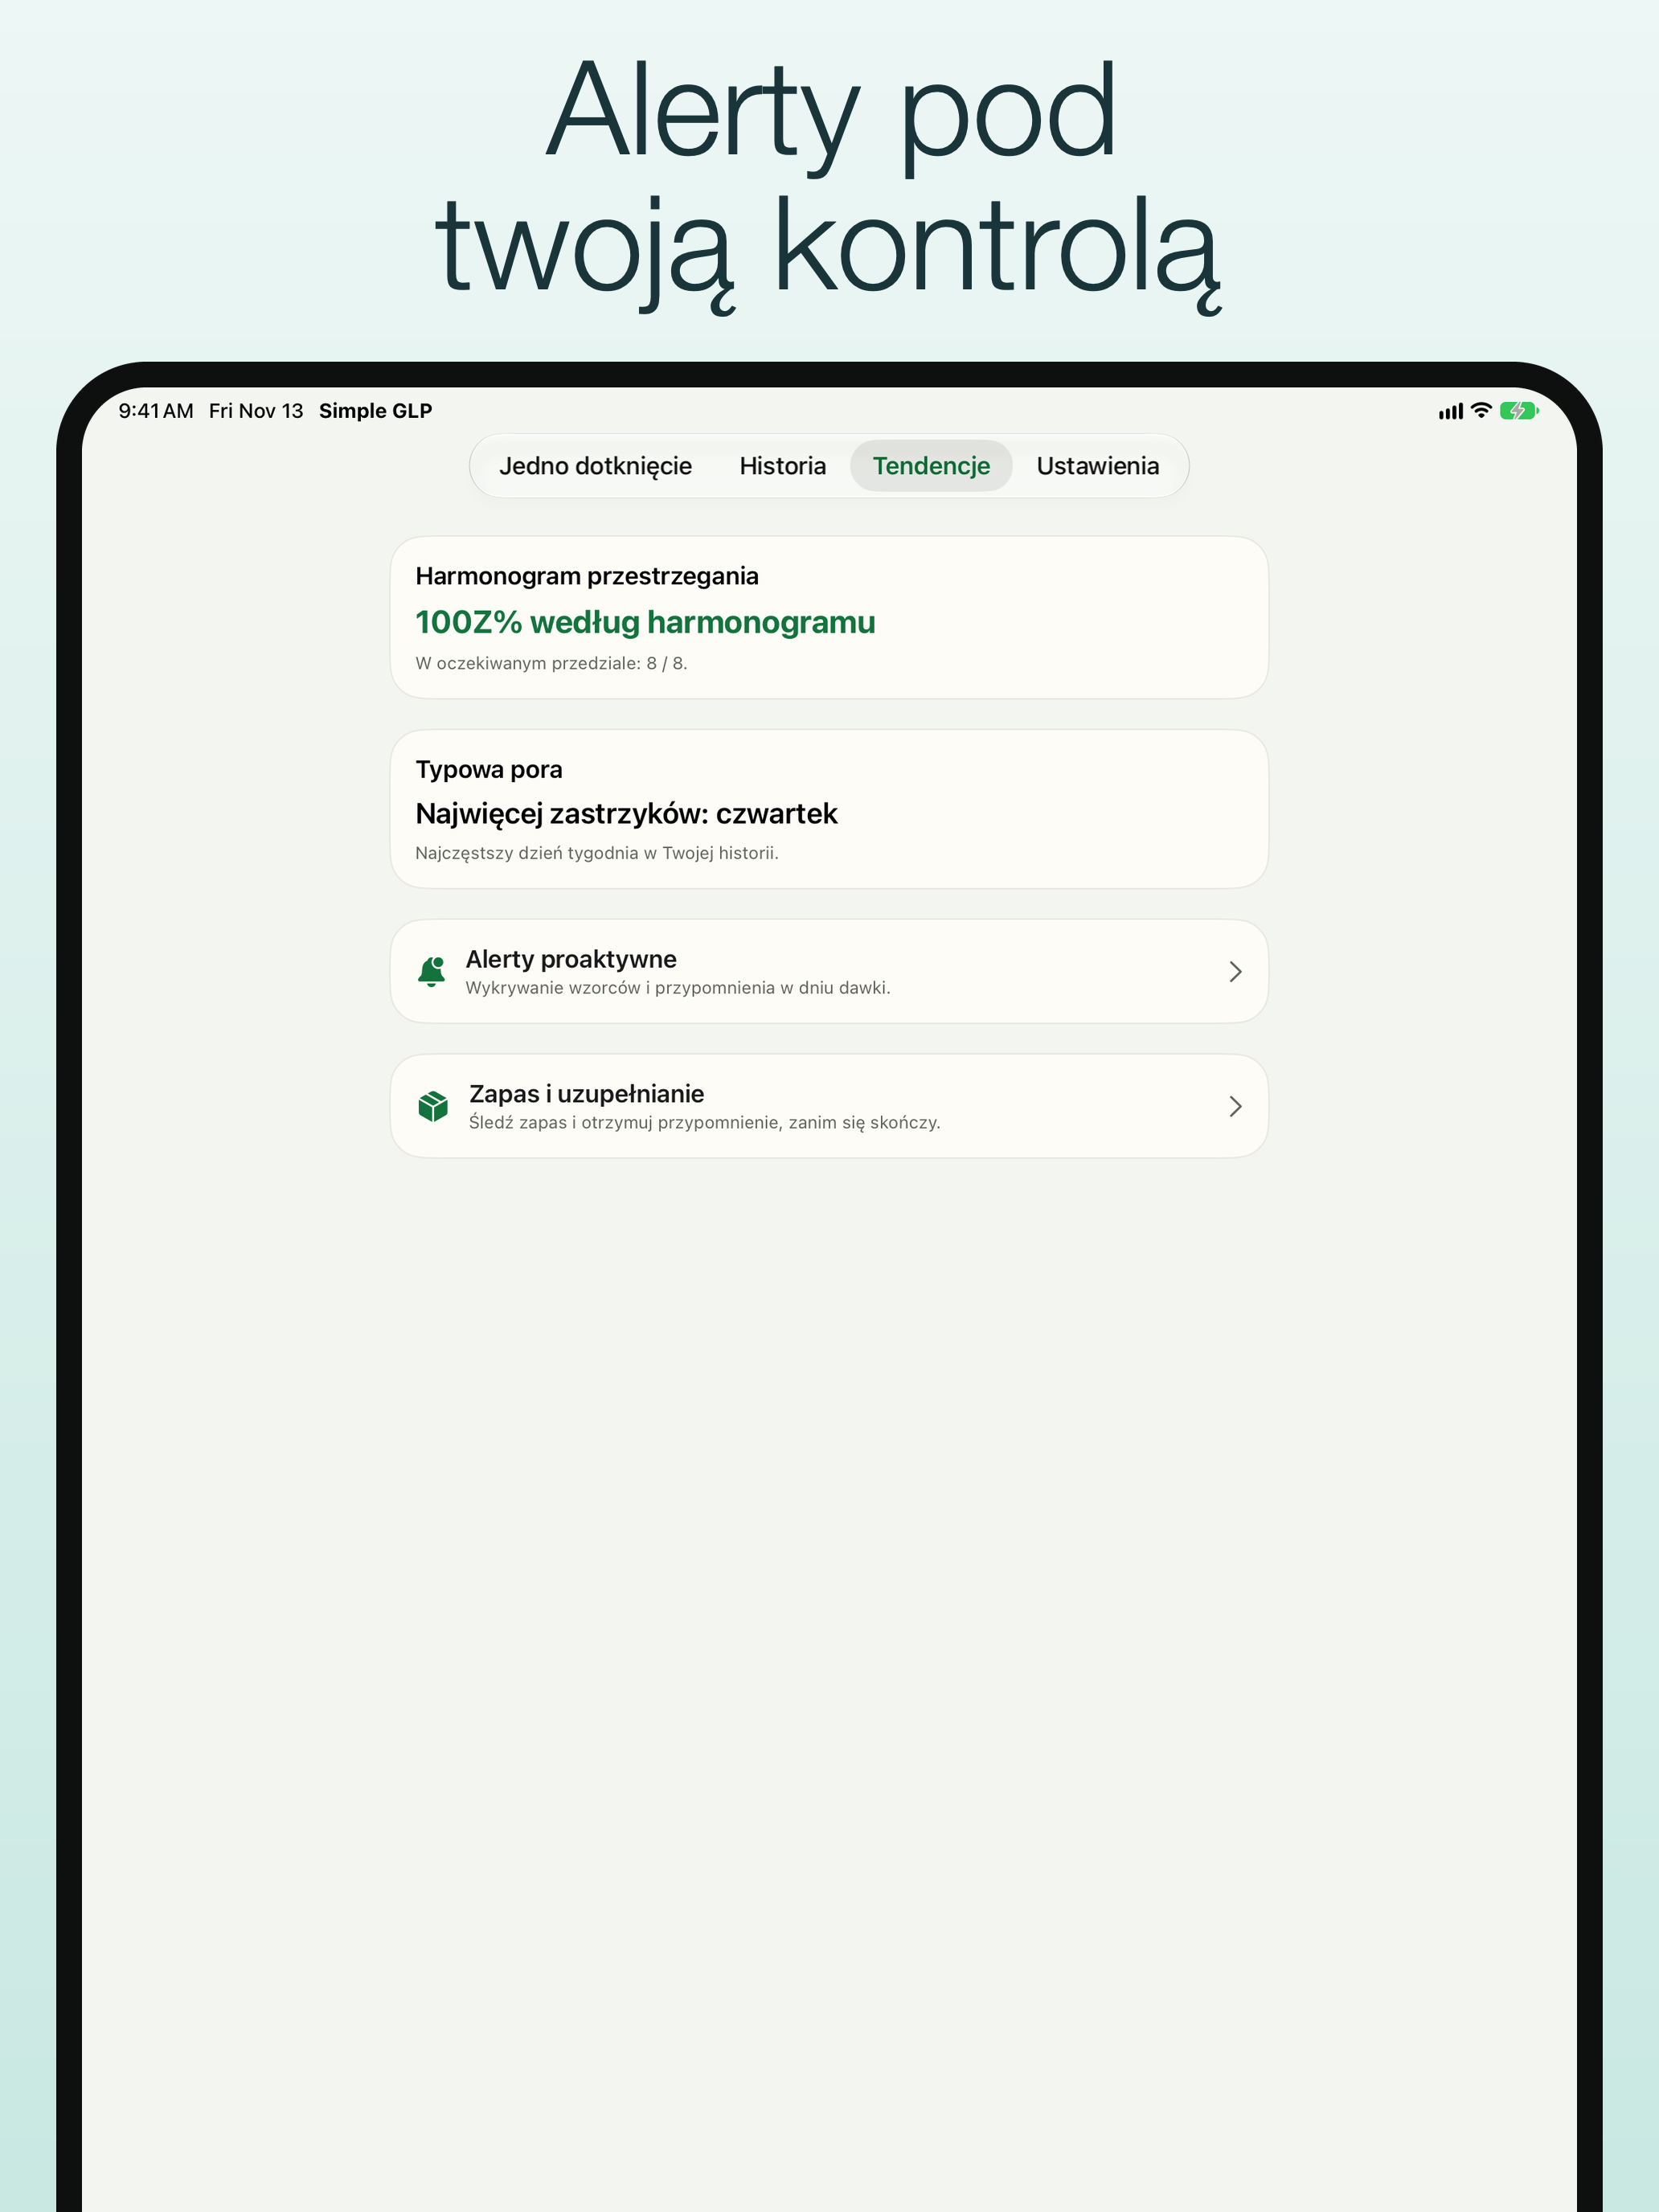 Alerty pod
twoją kontrolą
9:41 AM Fri Nov 13 Simple GLP
Jedno dotknięcie Historia Tendencje Ustawienia
Harmonogram przestrzegania
100Z% według harmonogramu
W oczekiwanym przedziale: 8 / 8.
Typowa pora
Najwięcej zastrzyków: czwartek
Najczęstszy dzień tygodnia w Twojej historii.
Alerty proaktywne
Wykrywanie wzorców i przypomnienia w dniu dawki.
Zapas i uzupełnianie
Śledź zapas i otrzymuj przypomnienie, zanim się skończy.